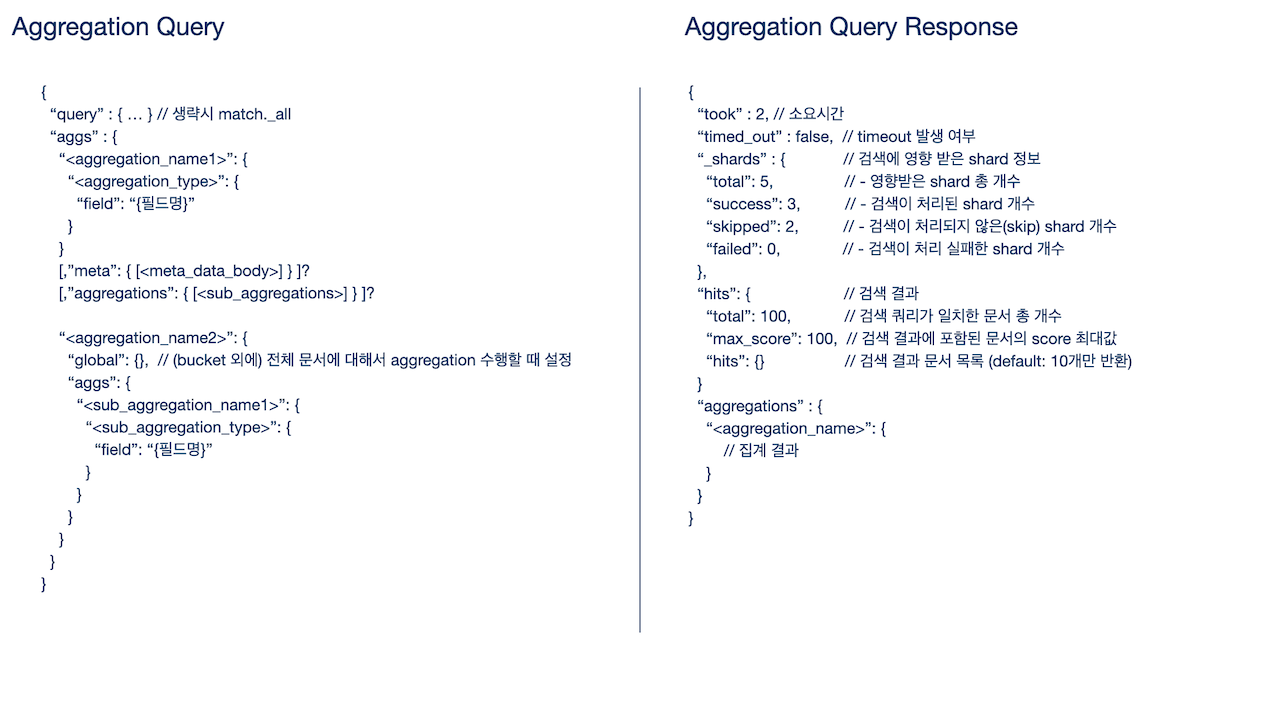 Aggregation Query
{
“query” : { … } // 생략시 match._all
“aggs” : {
“<aggregation_name1>”: {
“<aggregation_type>”: {
“field”: “{필드명}”
}
}
[,”meta”: { [<meta_data_body>] } ]?
[,”aggregations”: { [<sub_aggregations>] } ]?
“<aggregation_name2>”: {
“global”: {}, // (bucket 외에) 전체 문서에 대해서 aggregation 수행할 때 설정
“aggs”: {
“<sub_aggregation_name1>”: {
“<sub_aggregation_type>”: {
“field”: “{필드명}”
}
}
}
}
}
}
Aggregation Query Response
{
“took” : 2, // 소요시간
“timed_out” : false, // timeout 발생 여부
“_shards” : { // 검색에 영향 받은 shard 정보
“total”: 5, // - 영향받은 shard 총 개수
“success”: 3, // - 검색이 처리된 shard 개수
“skipped”: 2, // - 검색이 처리되지 않은(skip) shard 개수
“failed”: 0, // - 검색이 처리 실패한 shard 개수
},
“hits”: { // 검색 결과
“total”: 100, // 검색 쿼리가 일치한 문서 총 개수
“max_score”: 100, // 검색 결과에 포함된 문서의 score 최대값
“hits”: {} // 검색 결과 문서 목록 (default: 10개만 반환)
}
“aggregations” : {
“<aggregation_name>”: {
// 집계 결과
}
}
}